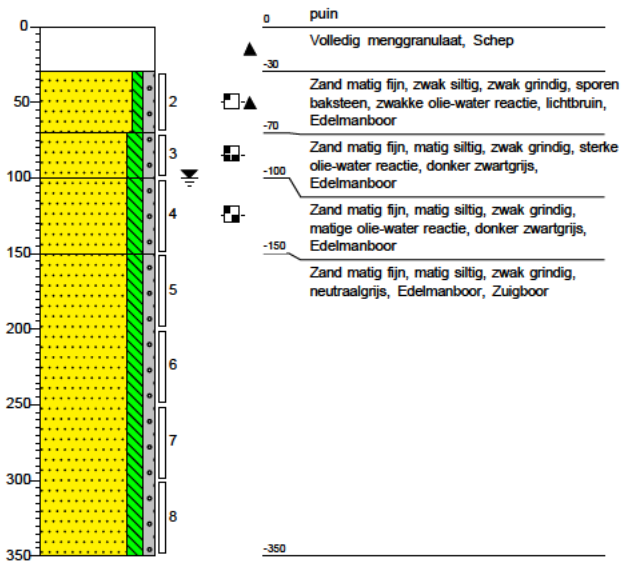 0
50
100
150
200
250
300
350
2
3
4
5
6
7
8
0
puin
Volledig menggranulaat, Schep
-30
Zand matig fijn, zwak siltig, zwak grindig, sporen
baksteen, zwakke olie-water reactie, lichtbruin,
Edelmanboor
-70
Zand matig fijn, matig siltig, zwak grindig, sterke
olie-water reactie, donker zwartgrijs,
Edelmanboor
-100
Zand matig fijn, matig siltig, zwak grindig,
matige olie-water reactie, donker zwartgrijs,
Edelmanboor
-150
Zand matig fijn, matig siltig, zwak grindig,
neutraalgrijs, Edelmanboor, Zuigboor
-350